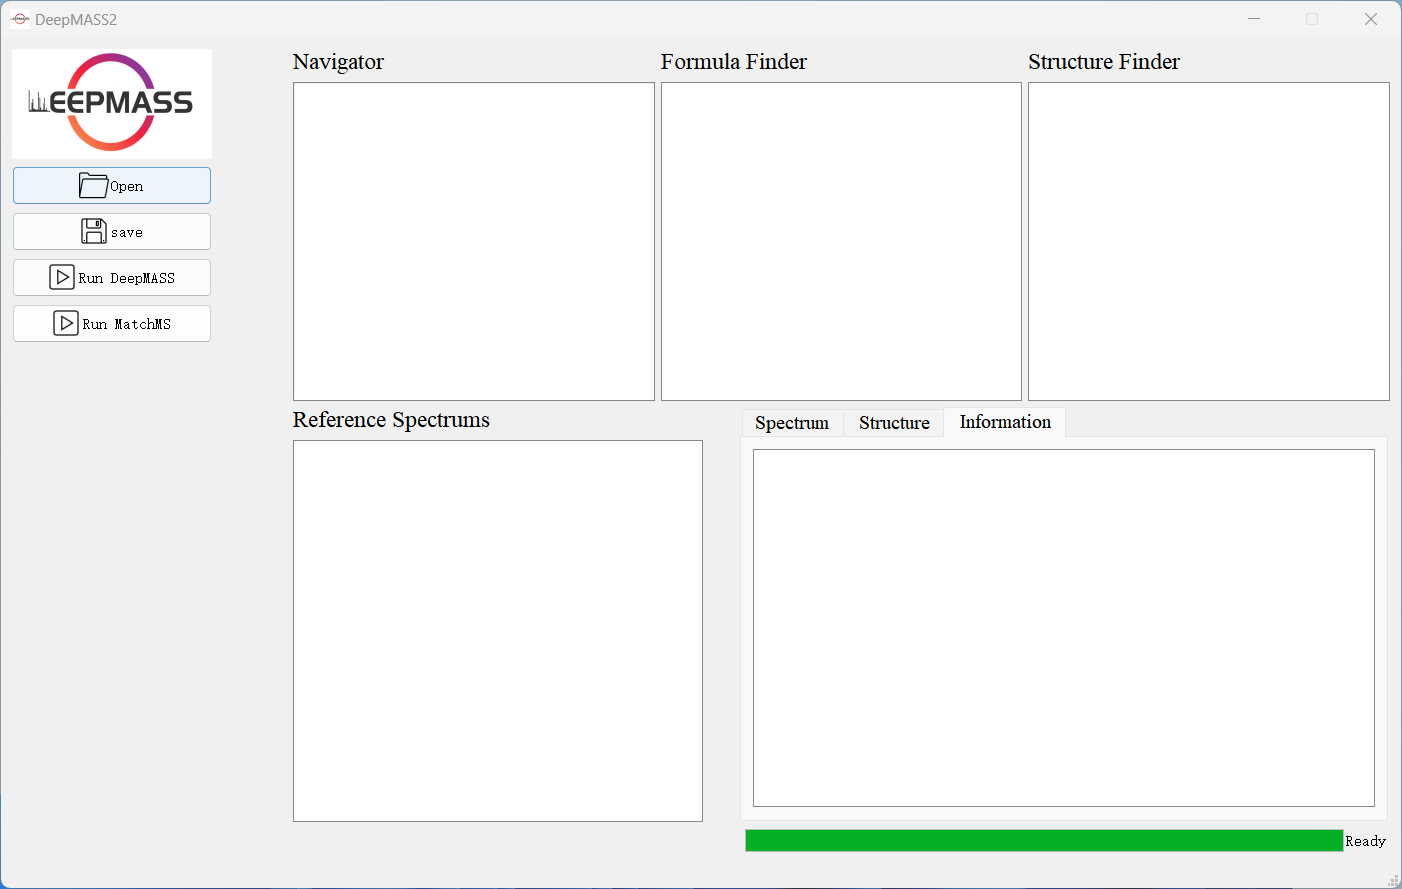 DeepMASS2
EEPMASS
Open
save
Run DeepMASS
Run MatchMS
Navigator
Formula Finder
Structure Finder
Reference Spectrums
Spectrum
Structure
Information
Ready